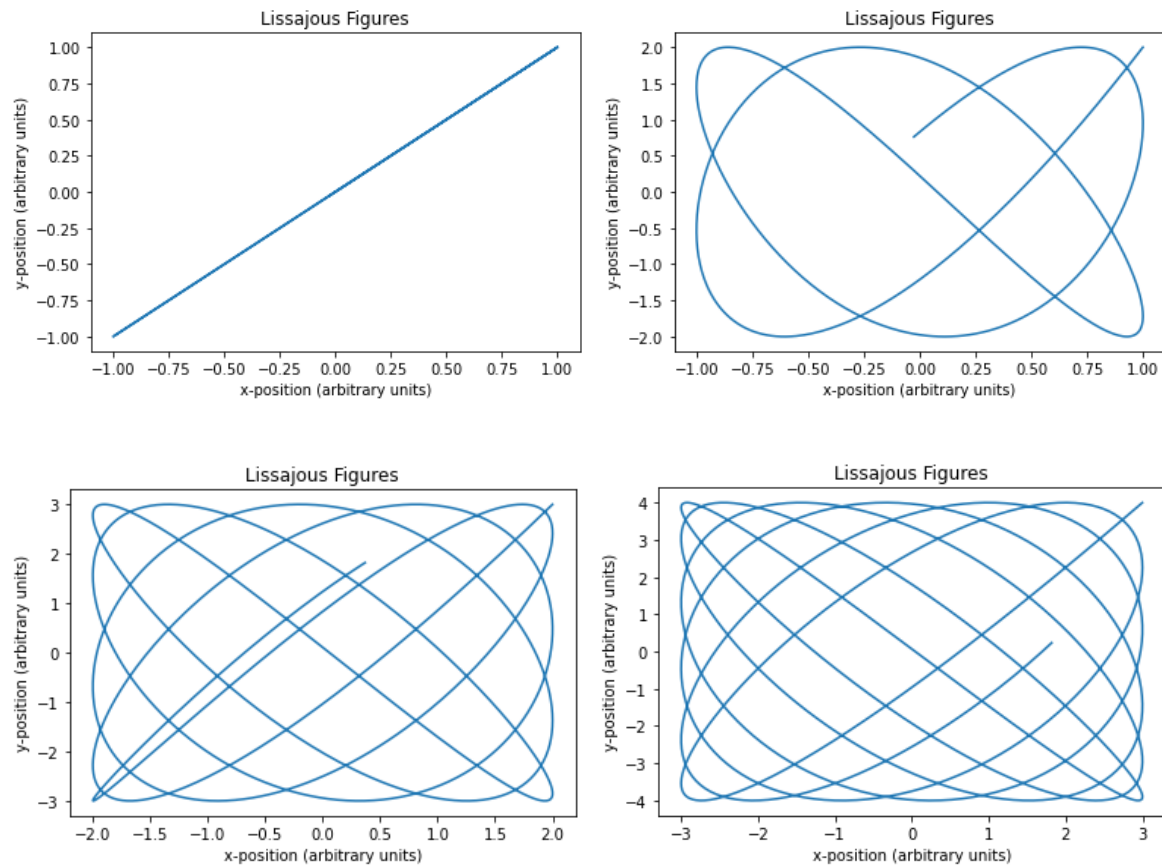 Lissajous Figures
1.00
0.75
0.50
0.25
0.00
−0.25
−0.50
−0.75
−1.00
y-position (arbitrary units)
−1.00 −0.75 −0.50 −0.25 0.00 0.25 0.50 0.75 1.00
x-position (arbitrary units)
Lissajous Figures
2.0
1.5
1.0
0.5
0.0
−0.5
−1.0
−1.5
−2.0
y-position (arbitrary units)
−1.00 −0.75 −0.50 −0.25 0.00 0.25 0.50 0.75 1.00
x-position (arbitrary units)
Lissajous Figures
3
2
1
0
−1
−2
−3
y-position (arbitrary units)
−2.0 −1.5 −1.0 −0.5 0.0 0.5 1.0 1.5 2.0
x-position (arbitrary units)
Lissajous Figures
4
3
2
1
0
−1
−2
−3
−4
y-position (arbitrary units)
−3 −2 −1 0 1 2 3
x-position (arbitrary units)